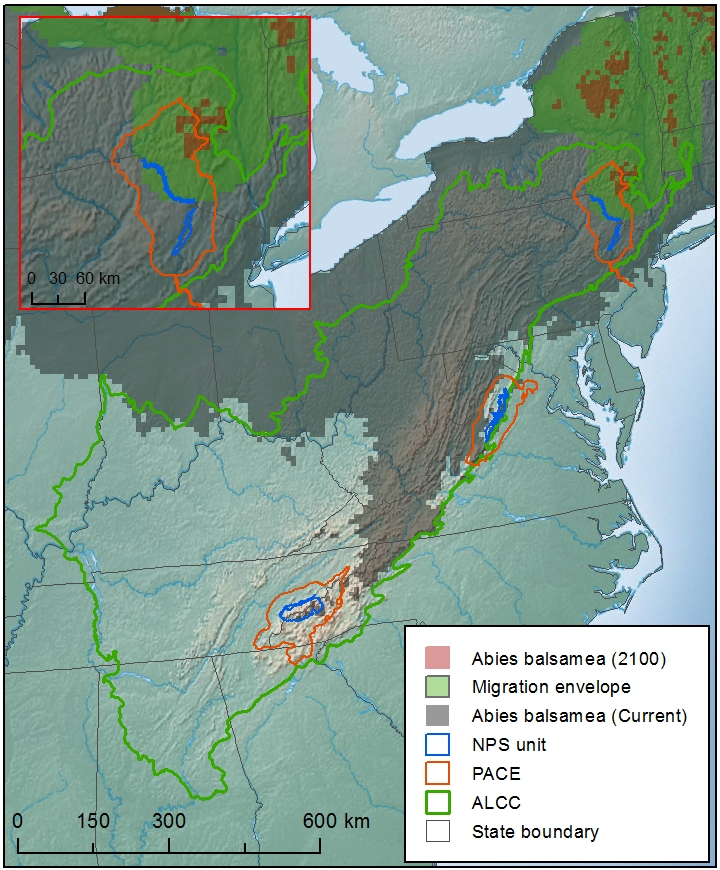 0 30 60 km
Abies balsamea (2100)
Migration envelope
Abies balsamea (Current)
NPS unit
PACE
ALCC
State boundary
0 150 300 600 km